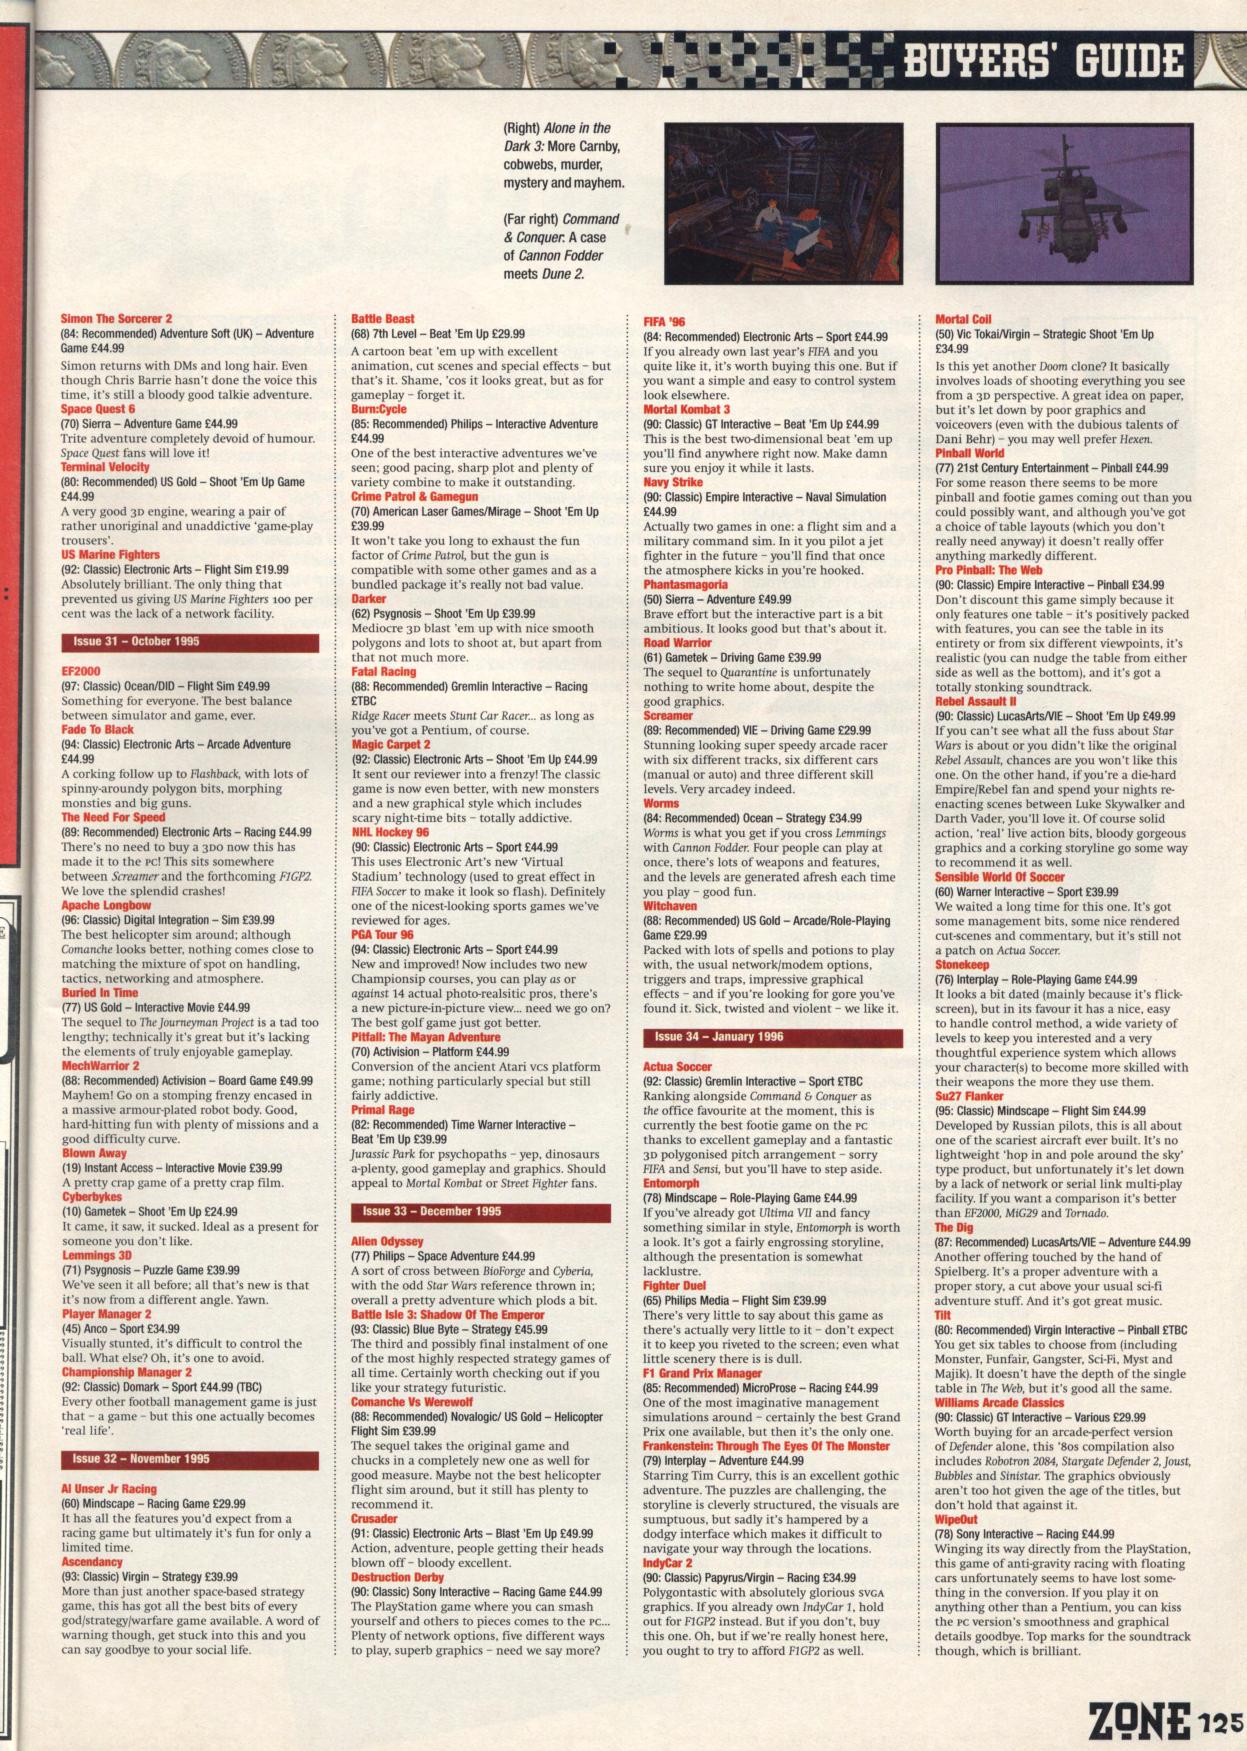 BUYERS' GUIDE
(Right) Alone in the
Dark 3: More Carnby,
cobwebs, murder,
mystery and mayhem.
(Far right) Command
& Conquer. A case
of Cannon Fodder
meets Dune 2.
Simon The Sorcerer 2
(84: Recommended) Adventure Soft (UK) – Adventure
Game £44.99
Simon returns with DMs and long hair. Even
though Chris Barrie hasn't done the voice this
time, it's still a bloody good talkie adventure.
Space Quest 6
(70) Sierra – Adventure Game £44.99
Trite adventure completely devoid of humour.
Space Quest fans will love it!
Terminal Velocity
(80: Recommended) US Gold – Shoot 'Em Up Game
£44.99
A very good 3D engine, wearing a pair of
rather unoriginal and unaddictive 'game-play
trousers'.
US Marine Fighters
(92: Classic) Electronic Arts – Flight Sim £19.99
Absolutely brilliant. The only thing that
prevented us giving US Marine Fighters 100 per
cent was the lack of a network facility.
Issue 31 – October 1995
EF2000
(97: Classic) Ocean/DID – Flight Sim £49.99
Something for everyone. The best balance
between simulator and game, ever.
Fade To Black
(94: Classic) Electronic Arts – Arcade Adventure
£44.99
A corking follow up to Flashback, with lots of
spinny-aroundy polygon bits, morphing
monsties and big guns.
The Need For Speed
(89: Recommended) Electronic Arts – Racing £44.99
There's no need to buy a 3DO now this has
made it to the PC! This sits somewhere
between Screamer and the forthcoming F1GP2.
We love the splendid crashes!
Apache Longbow
(96: Classic) Digital Integration – Sim £39.99
The best helicopter sim around; although
Comanche looks better, nothing comes close to
matching the mixture of spot on handling,
tactics, networking and atmosphere.
Buried In Time
(77) US Gold – Interactive Movie £44.99
The sequel to The Journeyman Project is a tad too
lengthy; technically it's great but it's lacking
the elements of truly enjoyable gameplay.
MechWarrior 2
(88: Recommended) Activision – Board Game £49.99
Mayhem! Go on a stomping frenzy encased in
a massive armour-plated robot body. Good,
hard-hitting fun with plenty of missions and a
good difficulty curve.
Blown Away
(19) Instant Access – Interactive Movie £39.99
A pretty crap game of a pretty crap film.
Cyberbykes
(10) Gametek – Shoot 'Em Up £24.99
It came, it saw, it sucked. Ideal as a present for
someone you don't like.
Lemmings 3D
(71) Psygnosis – Puzzle Game £39.99
We've seen it all before; all that's new is that
it's now from a different angle. Yawn.
Player Manager 2
(45) Anco – Sport £34.99
Visually stunted, it's difficult to control the
ball. What else? Oh, it's one to avoid.
Championship Manager 2
(92: Classic) Domark – Sport £44.99 (TBC)
Every other football management game is just
that – a game – but this one actually becomes
'real life'.
Issue 32 – November 1995
Al Unser Jr Racing
(60) Mindscape – Racing Game £29.99
It has all the features you'd expect from a
racing game but ultimately it's fun for only a
limited time.
Ascendancy
(93: Classic) Virgin – Strategy £39.99
More than just another space-based strategy
game, this has got all the best bits of every
god/strategy/warfare game available. A word of
warning though, get stuck into this and you
can say goodbye to your social life.
Battle Beast
(68) 7th Level – Beat 'Em Up £29.99
A cartoon beat 'em up with excellent
animation, cut scenes and special effects – but
that's it. Shame, 'cos it looks great, but as for
gameplay – forget it.
Burn:Cycle
(85: Recommended) Philips – Interactive Adventure
£44.99
One of the best interactive adventures we've
seen; good pacing, sharp plot and plenty of
variety combine to make it outstanding.
Crime Patrol & Gamegun
(70) American Laser Games/Mirage – Shoot 'Em Up
£39.99
It won't take you long to exhaust the fun
factor of Crime Patrol, but the gun is
compatible with some other games and as a
bundled package it's really not bad value.
Darker
(62) Psygnosis – Shoot 'Em Up £39.99
Mediocre 3D blast 'em up with nice smooth
polygons and lots to shoot at, but apart from
that not much more.
Fatal Racing
(88: Recommended) Gremlin Interactive – Racing
£TBC
Ridge Racer meets Stunt Car Racer... as long as
you've got a Pentium, of course.
Magic Carpet 2
(92: Classic) Electronic Arts – Shoot 'Em Up £44.99
It sent our reviewer into a frenzy! The classic
game is now even better, with new monsters
and a new graphical style which includes
scary night-time bits – totally addictive.
NHL Hockey 96
(90: Classic) Electronic Arts – Sport £44.99
This uses Electronic Art's new 'Virtual
Stadium' technology (used to great effect in
FIFA Soccer to make it look so flash). Definitely
one of the nicest-looking sports games we've
reviewed for ages.
PGA Tour 96
(94: Classic) Electronic Arts – Sport £44.99
New and improved! Now includes two new
Championsip courses, you can play as or
against 14 actual photo-realsitic pros, there's
a new picture-in-picture view... need we go on?
The best golf game just got better.
Pitfall: The Mayan Adventure
(70) Activision – Platform £44.99
Conversion of the ancient Atari VCS platform
game; nothing particularly special but still
fairly addictive.
Primal Rage
(82: Recommended) Time Warner Interactive –
Beat 'Em Up £39.99
Jurassic Park for psychopaths – yep, dinosaurs
a-plenty, good gameplay and graphics. Should
appeal to Mortal Kombat or Street Fighter fans.
Issue 33 – December 1995
Alien Odyssey
(77) Philips – Space Adventure £44.99
A sort of cross between BioForge and Cyberia,
with the odd Star Wars reference thrown in;
overall a pretty adventure which plods a bit.
Battle Isle 3: Shadow Of The Emperor
(93: Classic) Blue Byte – Strategy £45.99
The third and possibly final instalment of one
of the most highly respected strategy games of
all time. Certainly worth checking out if you
like your strategy futuristic.
Comanche Vs Werewolf
(88: Recommended) Novalogic/ US Gold – Helicopter
Flight Sim £39.99
The sequel takes the original game and
chucks in a completely new one as well for
good measure. Maybe not the best helicopter
flight sim around, but it still has plenty to
recommend it.
Crusader
(91: Classic) Electronic Arts – Blast 'Em Up £49.99
Action, adventure, people getting their heads
blown off – bloody excellent.
Destruction Derby
(90: Classic) Sony Interactive – Racing Game £44.99
The PlayStation game where you can smash
yourself and others to pieces comes to the PC...
Plenty of network options, five different ways
to play, superb graphics – need we say more?
FIFA '96
(84: Recommended) Electronic Arts – Sport £44.99
If you already own last year's FIFA and you
quite like it, it's worth buying this one. But if
you want a simple and easy to control system
look elsewhere.
Mortal Kombat 3
(90: Classic) GT Interactive – Beat 'Em Up £44.99
This is the best two-dimensional beat 'em up
you'll find anywhere right now. Make damn
sure you enjoy it while it lasts.
Navy Strike
(90: Classic) Empire Interactive – Naval Simulation
£44.99
Actually two games in one: a flight sim and a
military command sim. In it you pilot a jet
fighter in the future – you'll find that once
the atmosphere kicks in you're hooked.
Phantasmagoria
(50) Sierra – Adventure £49.99
Brave effort but the interactive part is a bit
ambitious. It looks good but that's about it.
Road Warrior
(61) Gametek – Driving Game £39.99
The sequel to Quarantine is unfortunately
nothing to write home about, despite the
good graphics.
Screamer
(89: Recommended) VIE – Driving Game £29.99
Stunning looking super speedy arcade racer
with six different tracks, six different cars
(manual or auto) and three different skill
levels. Very arcadey indeed.
Worms
(84: Recommended) Ocean – Strategy £34.99
Worms is what you get if you cross Lemmings
with Cannon Fodder. Four people can play at
once, there's lots of weapons and features,
and the levels are generated afresh each time
you play – good fun.
Witchaven
(88: Recommended) US Gold – Arcade/Role-Playing
Game £29.99
Packed with lots of spells and potions to play
with, the usual network/modem options,
triggers and traps, impressive graphical
effects – and if you're looking for gore you've
found it. Sick, twisted and violent – we like it.
Issue 34 – January 1996
Actua Soccer
(92: Classic) Gremlin Interactive – Sport £TBC
Ranking alongside Command & Conquer as
the office favourite at the moment, this is
currently the best footie game on the PC
thanks to excellent gameplay and a fantastic
3D polygonised pitch arrangement – sorry
FIFA and Sensi, but you'll have to step aside.
Entomorph
(78) Mindscape – Role-Playing Game £44.99
If you've already got Ultima VII and fancy
something similar in style, Entomorph is worth
a look. It's got a fairly engrossing storyline,
although the presentation is somewhat
lacklustre.
Fighter Duel
(65) Philips Media – Flight Sim £39.99
There's very little to say about this game as
there's actually very little to it – don't expect
it to keep you riveted to the screen; even what
little scenery there is is dull.
F1 Grand Prix Manager
(85: Recommended) MicroProse – Racing £44.99
One of the most imaginative management
simulations around – certainly the best Grand
Prix one available, but then it's the only one.
Frankenstein: Through The Eyes Of The Monster
(79) Interplay – Adventure £44.99
Starring Tim Curry, this is an excellent gothic
adventure. The puzzles are challenging, the
storyline is cleverly structured, the visuals are
sumptuous, but sadly it's hampered by a
dodgy interface which makes it difficult to
navigate your way through the locations.
IndyCar 2
(90: Classic) Papyrus/Virgin – Racing £34.99
Polygontastic with absolutely glorious SVGA
graphics. If you already own IndyCar 1, hold
out for F1GP2 instead. But if you don't, buy
this one. Oh, but if we're really honest here,
you ought to try to afford F1GP2 as well.
Mortal Coil
(50) Vic Tokai/Virgin – Strategic Shoot 'Em Up
£34.99
Is this yet another Doom clone? It basically
involves loads of shooting everything you see
from a 3D perspective. A great idea on paper,
but it's let down by poor graphics and
voiceovers (even with the dubious talents of
Dani Behr) – you may well prefer Hexen.
Pinball World
(77) 21st Century Entertainment – Pinball £44.99
For some reason there seems to be more
pinball and footie games coming out than you
could possibly want, and although you've got
a choice of table layouts (which you don't
really need anyway) it doesn't really offer
anything markedly different.
Pro Pinball: The Web
(90: Classic) Empire Interactive – Pinball £34.99
Don't discount this game simply because it
only features one table – it's positively packed
with features, you can see the table in its
entirety or from six different viewpoints, it's
realistic (you can nudge the table from either
side as well as the bottom), and it's got a
totally stonking soundtrack.
Rebel Assault II
(90: Classic) LucasArts/VIE – Shoot 'Em Up £49.99
If you can't see what all the fuss about Star
Wars is about or you didn't like the original
Rebel Assault, chances are you won't like this
one. On the other hand, if you're a die-hard
Empire/Rebel fan and spend your nights re-
enacting scenes between Luke Skywalker and
Darth Vader, you'll love it. Of course solid
action, 'real' live action bits, bloody gorgeous
graphics and a corking storyline go some way
to recommend it as well.
Sensible World Of Soccer
(60) Warner Interactive – Sport £39.99
We waited a long time for this one. It's got
some management bits, some nice rendered
cut-scenes and commentary, but it's still not
a patch on Actua Soccer.
Stonekeep
(76) Interplay – Role-Playing Game £44.99
It looks a bit dated (mainly because it's flick-
screen), but in its favour it has a nice, easy
to handle control method, a wide variety of
levels to keep you interested and a very
thoughtful experience system which allows
your character(s) to become more skilled with
their weapons the more they use them.
Su27 Flanker
(95: Classic) Mindscape – Flight Sim £44.99
Developed by Russian pilots, this is all about
one of the scariest aircraft ever built. It's no
lightweight 'hop in and pole around the sky'
type product, but unfortunately it's let down
by a lack of network or serial link multi-play
facility. If you want a comparison it's better
than EF2000, MiG29 and Tornado.
The Dig
(87: Recommended) LucasArts/VIE – Adventure £44.99
Another offering touched by the hand of
Spielberg. It's a proper adventure with a
proper story, a cut above your usual sci-fi
adventure stuff. And it's got great music.
Tilt
(80: Recommended) Virgin Interactive – Pinball £TBC
You get six tables to choose from (including
Monster, Funfair, Gangster, Sci-Fi, Myst and
Majik). It doesn't have the depth of the single
table in The Web, but it's good all the same.
Williams Arcade Classics
(90: Classic) GT Interactive – Various £29.99
Worth buying for an arcade-perfect version
of Defender alone, this '80s compilation also
includes Robotron 2084, Stargate Defender 2, Joust,
Bubbles and Sinistar. The graphics obviously
aren't too hot given the age of the titles, but
don't hold that against it.
WipeOut
(78) Sony Interactive – Racing £44.99
Winging its way directly from the PlayStation,
this game of anti-gravity racing with floating
cars unfortunately seems to have lost some-
thing in the conversion. If you play it on
anything other than a Pentium, you can kiss
the PC version's smoothness and graphical
details goodbye. Top marks for the soundtrack
though, which is brilliant.
ZONE 125